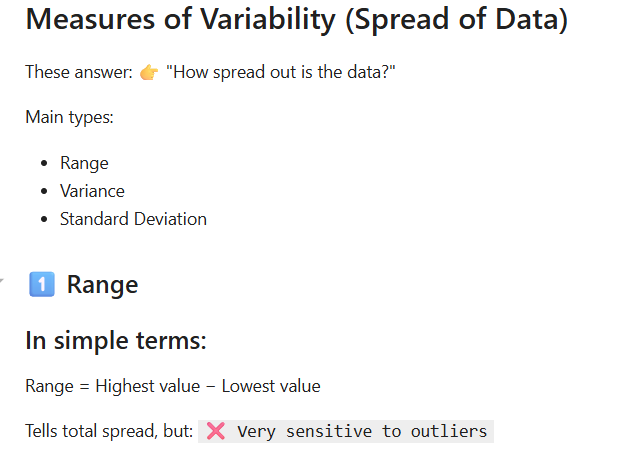 Measures of Variability (Spread of Data)
These answer: 👉 "How spread out is the data?"
Main types:
• Range
• Variance
• Standard Deviation
1️⃣ Range
In simple terms:
Range = Highest value − Lowest value
Tells total spread, but: ❌ Very sensitive to outliers